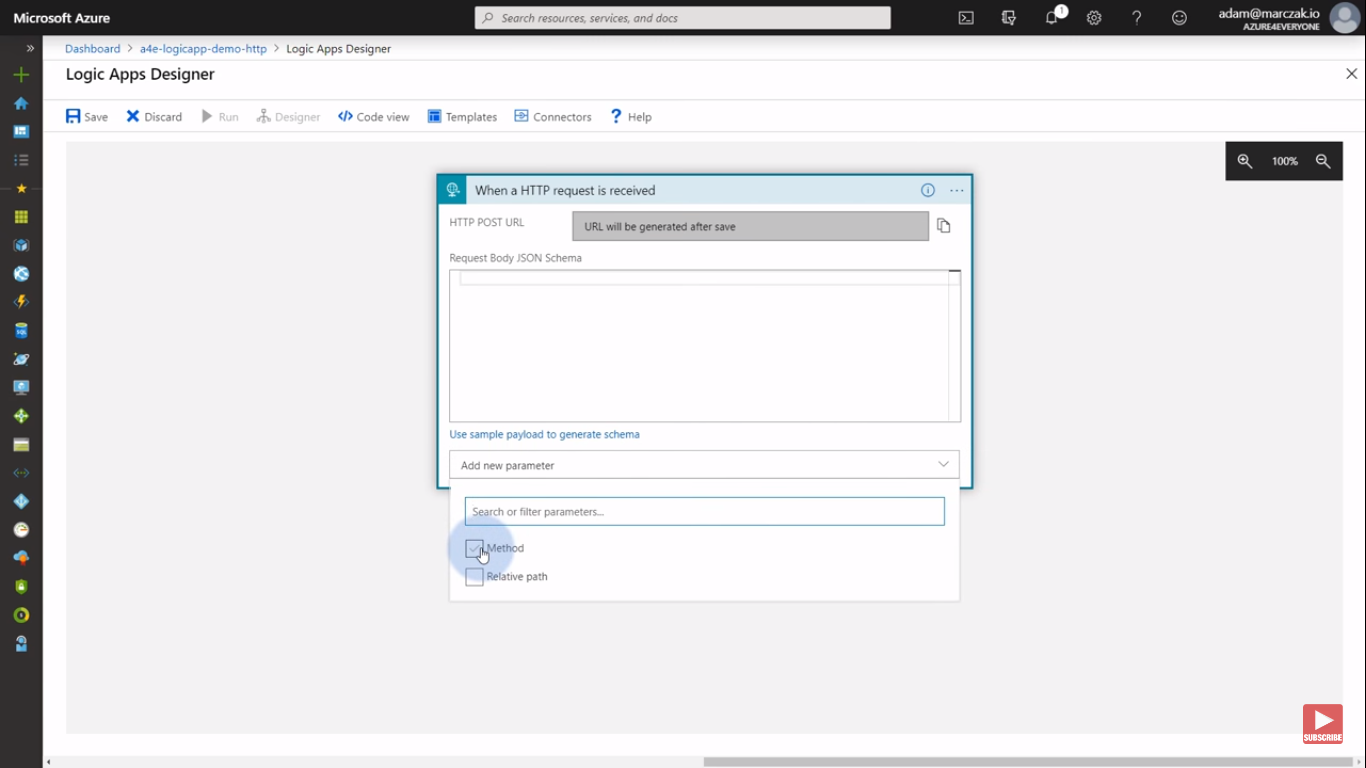 Microsoft Azure
Search resources, services, and docs
1
adam@marczak.io
AZURE4EVERYONE
Dashboard > a4e-logicapp-demo-http > Logic Apps Designer
Logic Apps Designer
Save Discard Run Designer Code view Templates Connectors Help
100%
When a HTTP request is received
HTTP POST URL
URL will be generated after save
Request Body JSON Schema
Use sample payload to generate schema
Add new parameter
Search or filter parameters...
Method
Relative path
SUBSCRIBE